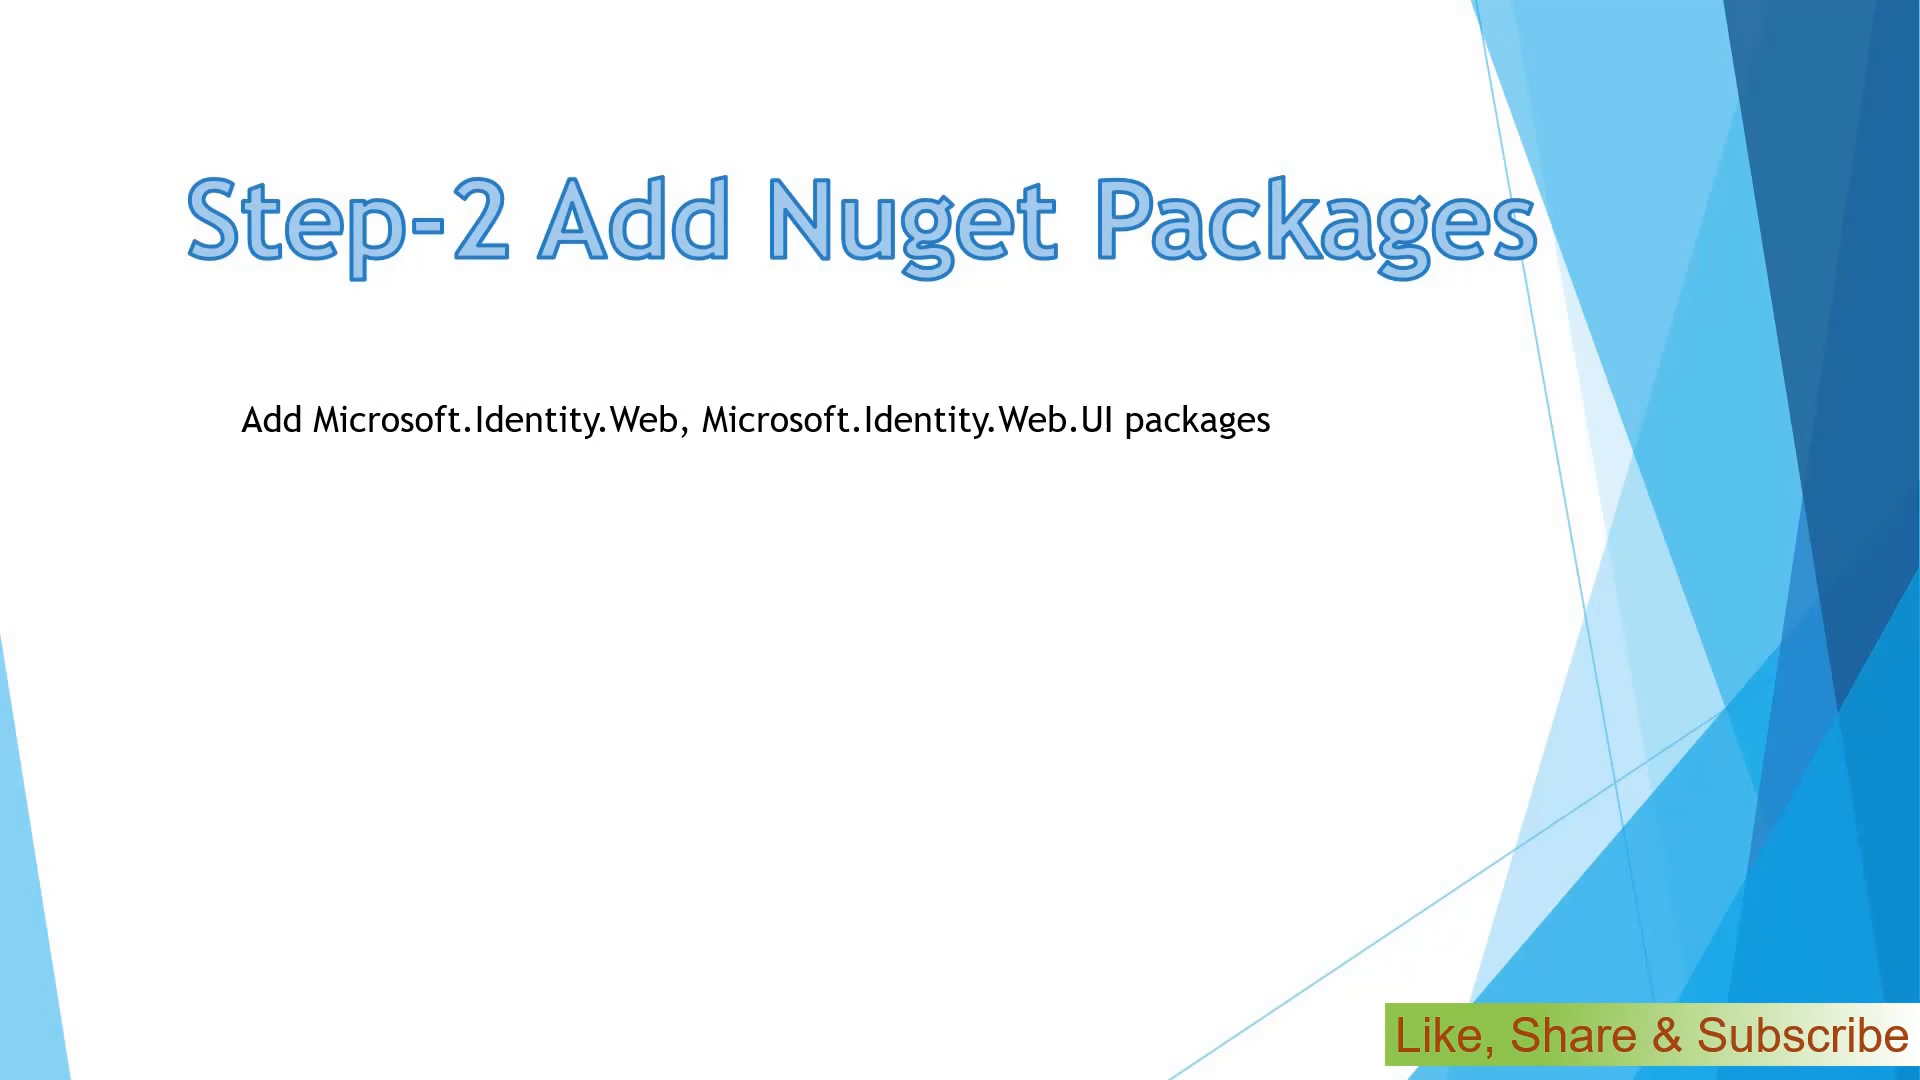 Step-2 Add Nuget Packages
Add Microsoft.Identity.Web, Microsoft.Identity.Web.UI packages
Like, Share & Subscribe